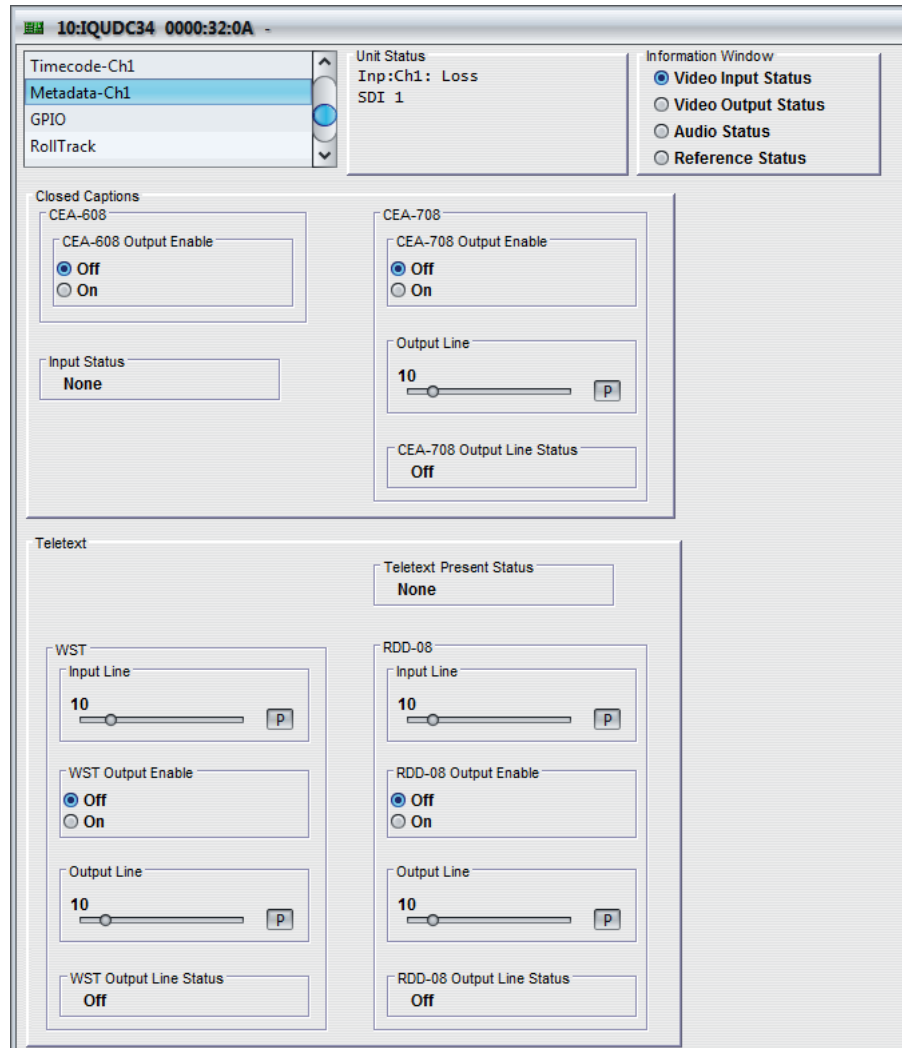 10:IQUDC34 0000:32:0A -
Timecode-Ch1
Metadata-Ch1
GPIO
RollTrack
Unit Status
Inp:Ch1: Loss
SDI 1
Information Window
Video Input Status
Video Output Status
Audio Status
Reference Status
Closed Captions
CEA-608
CEA-608 Output Enable
Off
On
Input Status
None
CEA-708
CEA-708 Output Enable
Off
On
Output Line
10
P
CEA-708 Output Line Status
Off
Teletext
Teletext Present Status
None
WST
Input Line
10
P
WST Output Enable
Off
On
Output Line
10
P
WST Output Line Status
Off
RDD-08
Input Line
10
P
RDD-08 Output Enable
Off
On
Output Line
10
P
RDD-08 Output Line Status
Off